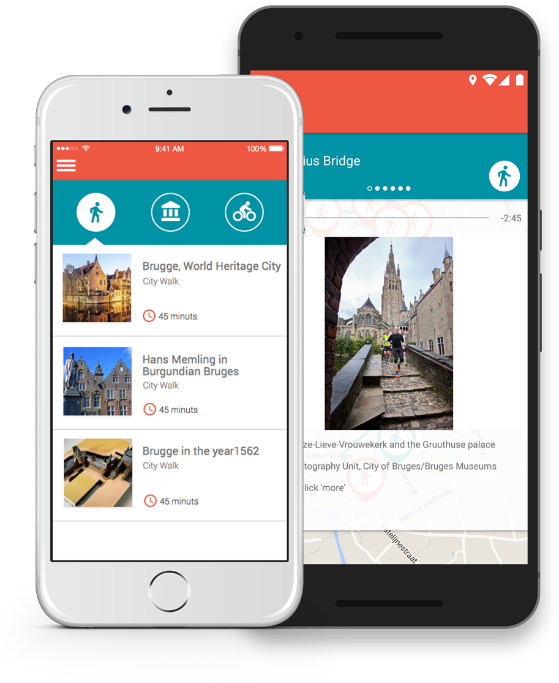 9:41 AM
100%
Brugge, World Heritage City
City Walk
45 minuts
Hans Memling in
Burgundian Bruges
City Walk
45 minuts
Brugge in the year1562
City Walk
45 minuts
ius Bridge
-2:45
ze-Lieve-Vrouwekerk and the Gruuthuse palace
tography Unit, City of Bruges/Bruges Museums
lick 'more'
atelijnestraat